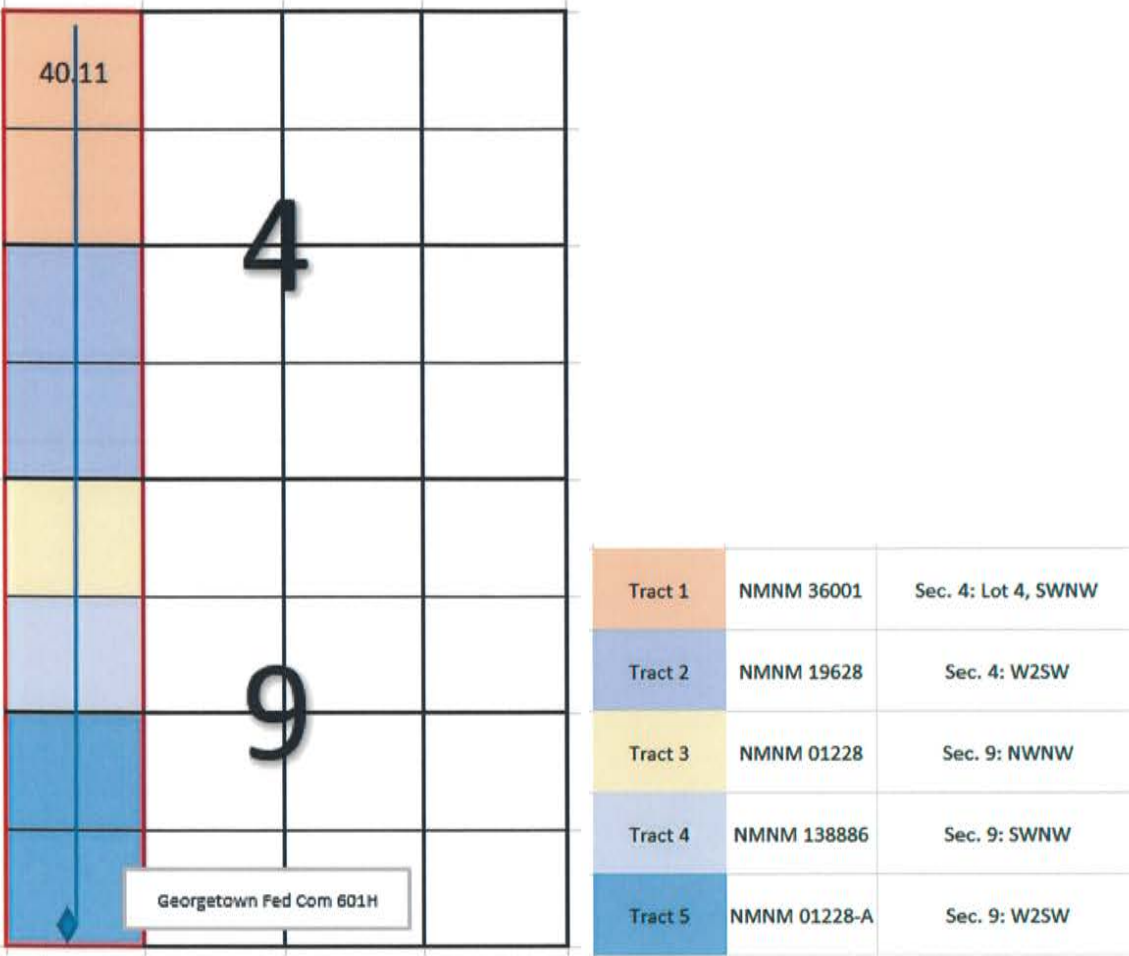 40.11
4
9
Georgetown Fed Com 601H
Tract 1 NMNM 36001 Sec. 4: Lot 4, SWNW
Tract 2 NMNM 19628 Sec. 4: W2SW
Tract 3 NMNM 01228 Sec. 9: NWNW
Tract 4 NMNM 138886 Sec. 9: SWNW
Tract 5 NMNM 01228-A Sec. 9: W2SW